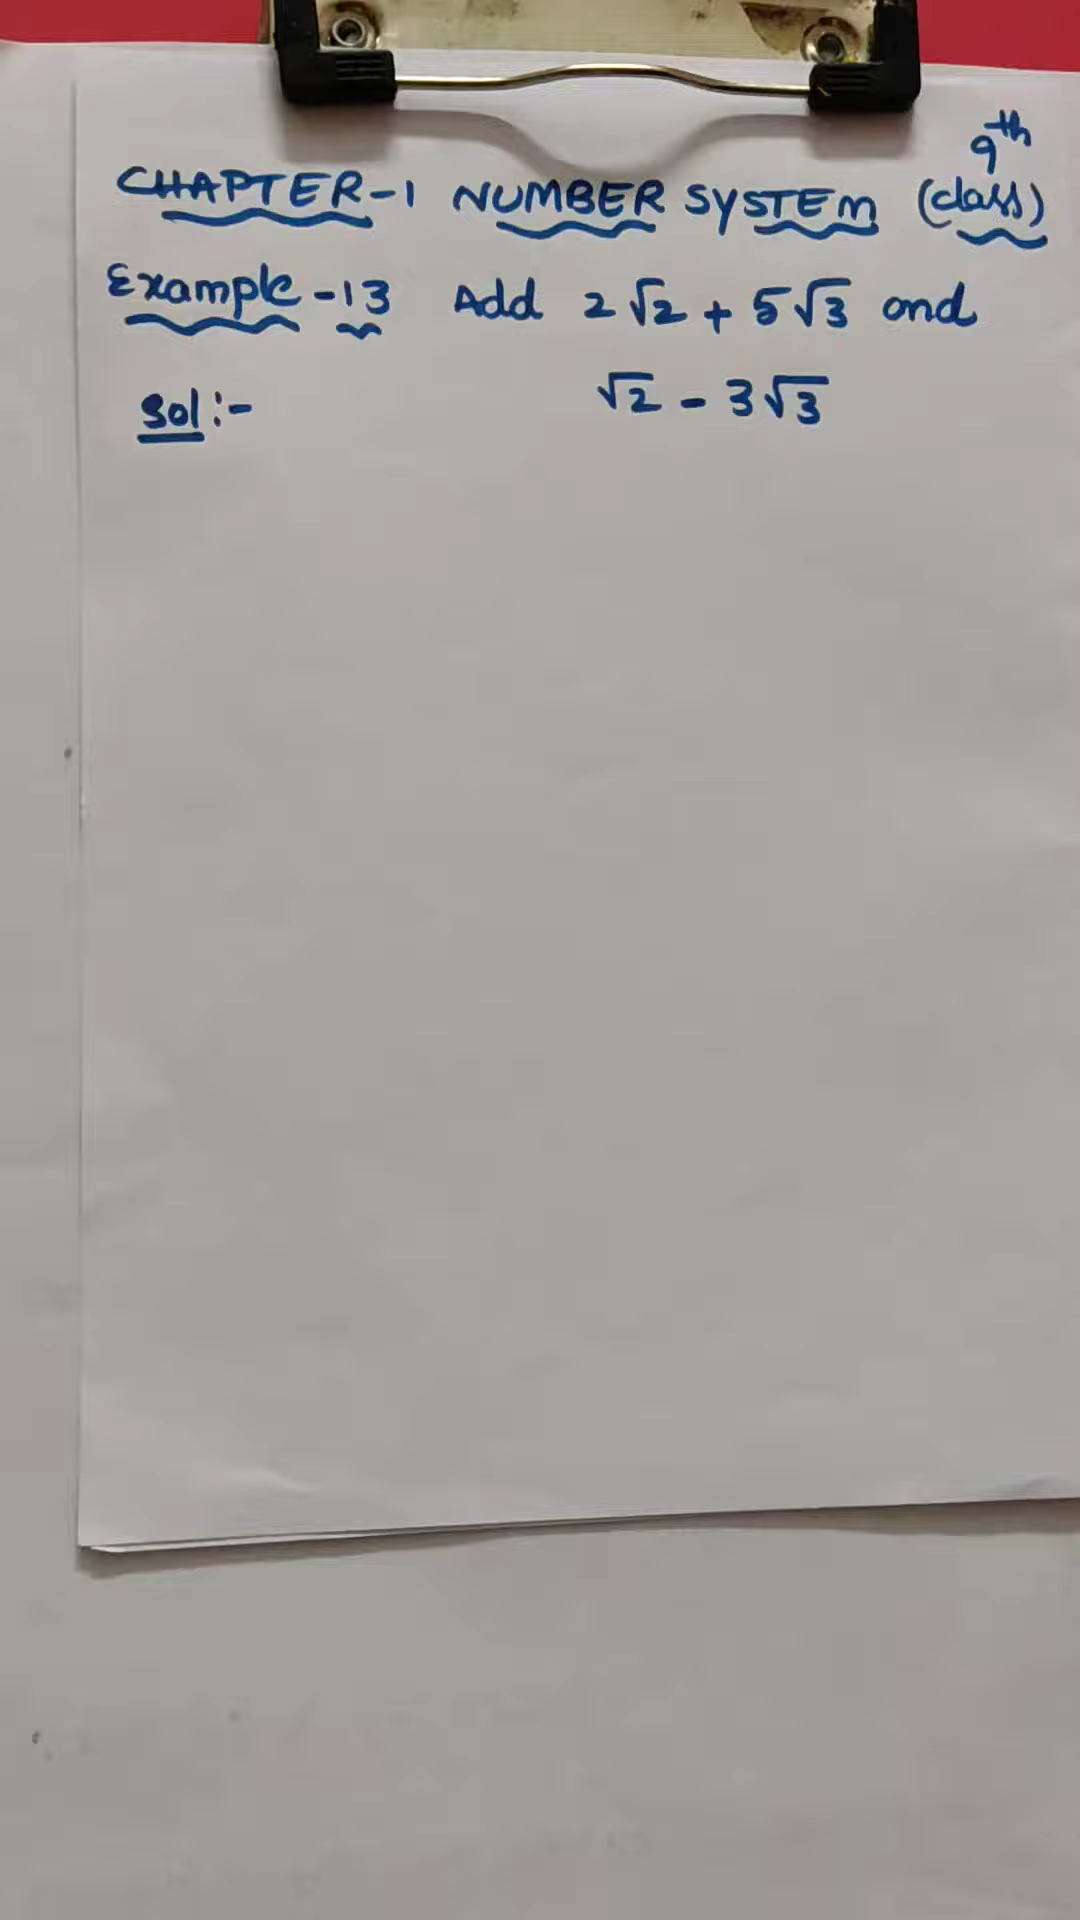 CHAPTER-1 NUMBER SYSTEM (9th class)
Example-13 Add 2√2 + 5√3 and
√2 - 3√3
Sol:-